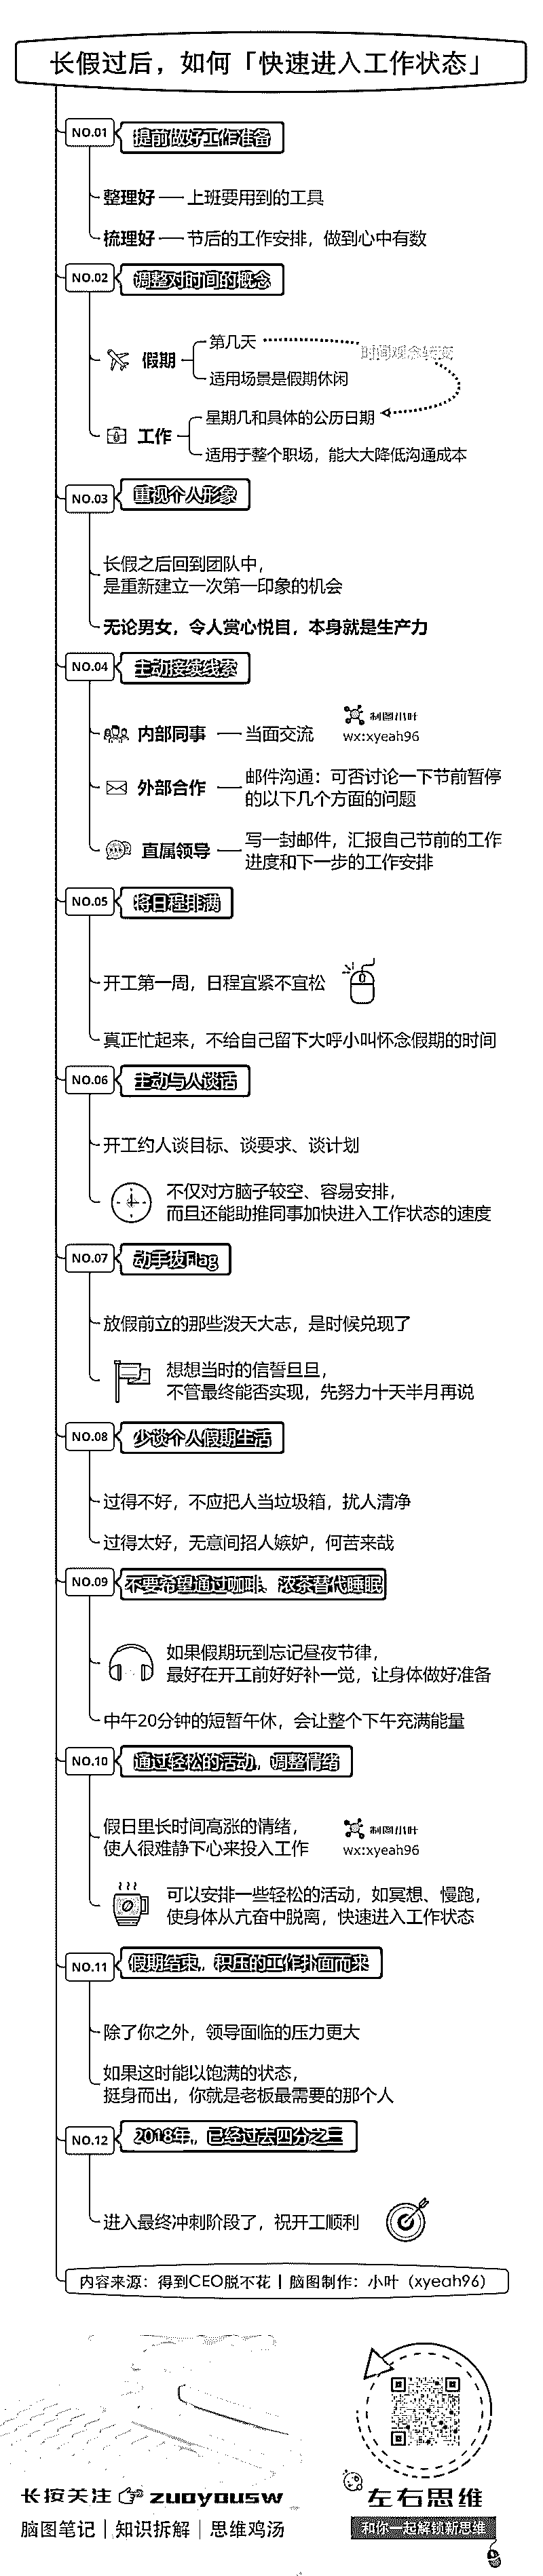 长假过后，如何「快速进入工作状态」
NO.01
提前做好工作准备
整理好
上班要用到的工具
梳理好
节后的工作安排，做到心中有数
NO.02
调整对时间的概念
假期
第几天
时间观念转变
运用场景是假期休闲
工作
星期几和具体的公历日期
适用于整个职场，能大大降低沟通成本
NO.03
重视个人形象
长假之后回到团队中，
是重新建立一次第一印象的机会
无论男女，令人赏心悦目，本身就是生产力
NO.04
主动接续线索
内部同事
当面交流
制图小叶
wx:xyeah96
外部合作
邮件沟通：可否讨论一下节前暂停
的以下几个方面的问题
直属领导
写一封邮件，汇报自己节前的工作
进度和下一步的工作安排
NO.05
将日程排满
开工第一周，日程宜紧不宜松
真正忙起来，不给自己留下大呼小叫怀念假期的时间
NO.06
主动与人谈话
开工约人谈目标、谈要求、谈计划
不仅对方脑子较空、容易安排，
而且还能助推同事加快进入工作状态的速度
NO.07
动手拔Flag
放假前立的那些泼天大志，是时候兑现了
想想当时的信誓旦旦，
不管最终能否实现，先努力十天半月再说
NO.08
少谈个人假期生活
过得不好，不应把人当垃圾箱，扰人清净
过得太好，无意间招人嫉妒，何苦来哉
NO.09
不要希望通过咖啡、浓茶替代睡眠
如果假期玩到忘记昼夜节律，
最好在开工前好好补一觉，让身体做好准备
中午20分钟的短暂午休，会让整个下午充满能量
NO.10
通过轻松的活动，调整情绪
假日里长时间高涨的情绪，
使人很难静下心来投入工作
制图小叶
wx:xyeah96
可以安排一些轻松的活动，如冥想、慢跑，
使身体从亢奋中脱离，快速进入工作状态
NO.11
假期结束，积压的工作扑面而来
除了你之外，领导面临的压力更大
如果这时能以饱满的状态，
挺身而出，你就是老板最需要的那个人
NO.12
2018年，已经过去四分之三
进入最终冲刺阶段了，祝开工顺利
内容来源：得到CEO脱不花 | 脑图制作：小叶（xyeah96）
长按关注 zuoyousw
脑图笔记｜知识拆解｜思维鸡汤
左右思维
和你一起解锁新思维